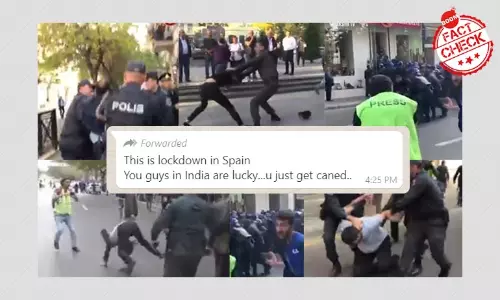 BOOM
FACT
CHECK
POLIS
PRESS
Forwarded
This is lockdown in Spain
You guys in India are lucky...u just get caned..
4:25 PM